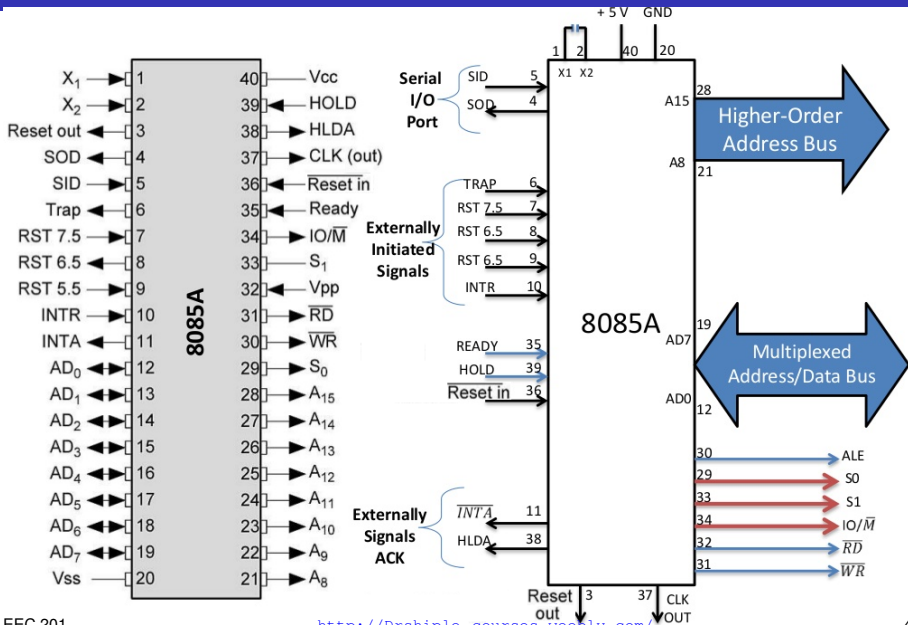 X1 1
X2 2
Reset out 3
SOD 4
SID 5
Trap 6
RST 7.5 7
RST 6.5 8
RST 5.5 9
INTR 10
INTA 11
AD0 12
AD1 13
AD2 14
AD3 15
AD4 16
AD5 17
AD6 18
AD7 19
Vss 20
8085A
40 Vcc
39 HOLD
38 HLDA
37 CLK (out)
36 Reset in
35 Ready
34 IO/M̅
33 S1
32 Vpp
31 RD
30 WR
29 S0
28 A15
27 A14
26 A13
25 A12
24 A11
23 A10
22 A9
21 A8
+ 5 V GND
1 2 40 20
X1 X2
Serial
I/O
Port
SID 5
SOD 4
Externally
Initiated
Signals
TRAP 6
RST 7.5 7
RST 6.5 8
RST 6.5 9
INTR 10
READY 35
HOLD 39
Reset in 36
Externally
Signals
ACK
INTA 11
HLDA 38
8085A
A15 28
A8 21
Higher-Order
Address Bus
AD7 19
AD0 12
Multiplexed
Address/Data Bus
30 ALE
29 S0
33 S1
34 IO/M̅
32 RD
31 WR
Reset
out
3
37 CLK
OUT